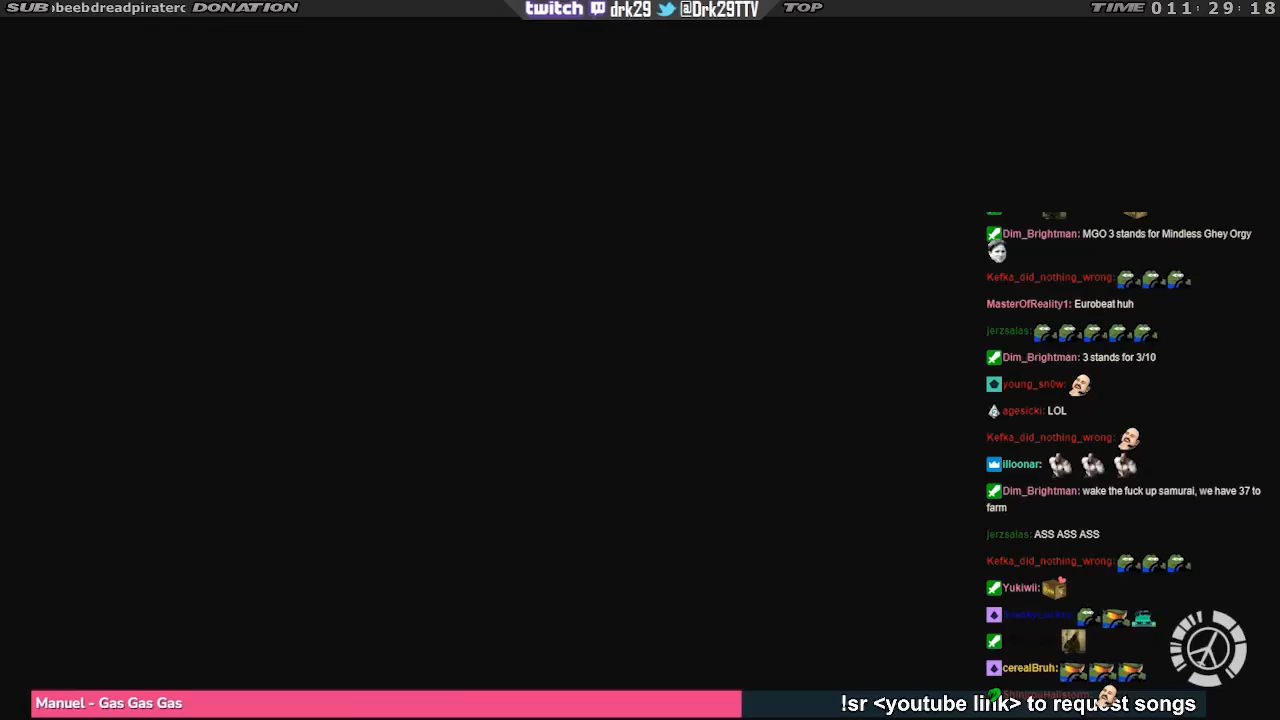 SUB beebdreadpiraterc DONATION
twitch drk29 @Drk29TTV
TOP
TIME 011:29:18
Dim_Brightman: MGO 3 stands for Mindless Ghey Orgy
Kefka_did_nothing_wrong:
MasterOfReality1: Eurobeat huh
jerzsalas:
Dim_Brightman: 3 stands for 3/10
young_sn0w:
agesicki: LOL
Kefka_did_nothing_wrong:
illoonar:
Dim_Brightman: wake the fuck up samurai, we have 37 to
farm
jerzsalas: ASS ASS ASS
Kefka_did_nothing_wrong:
Yukiwii:
cerealBruh:
Manuel - Gas Gas Gas
!sr <youtube link> to request songs